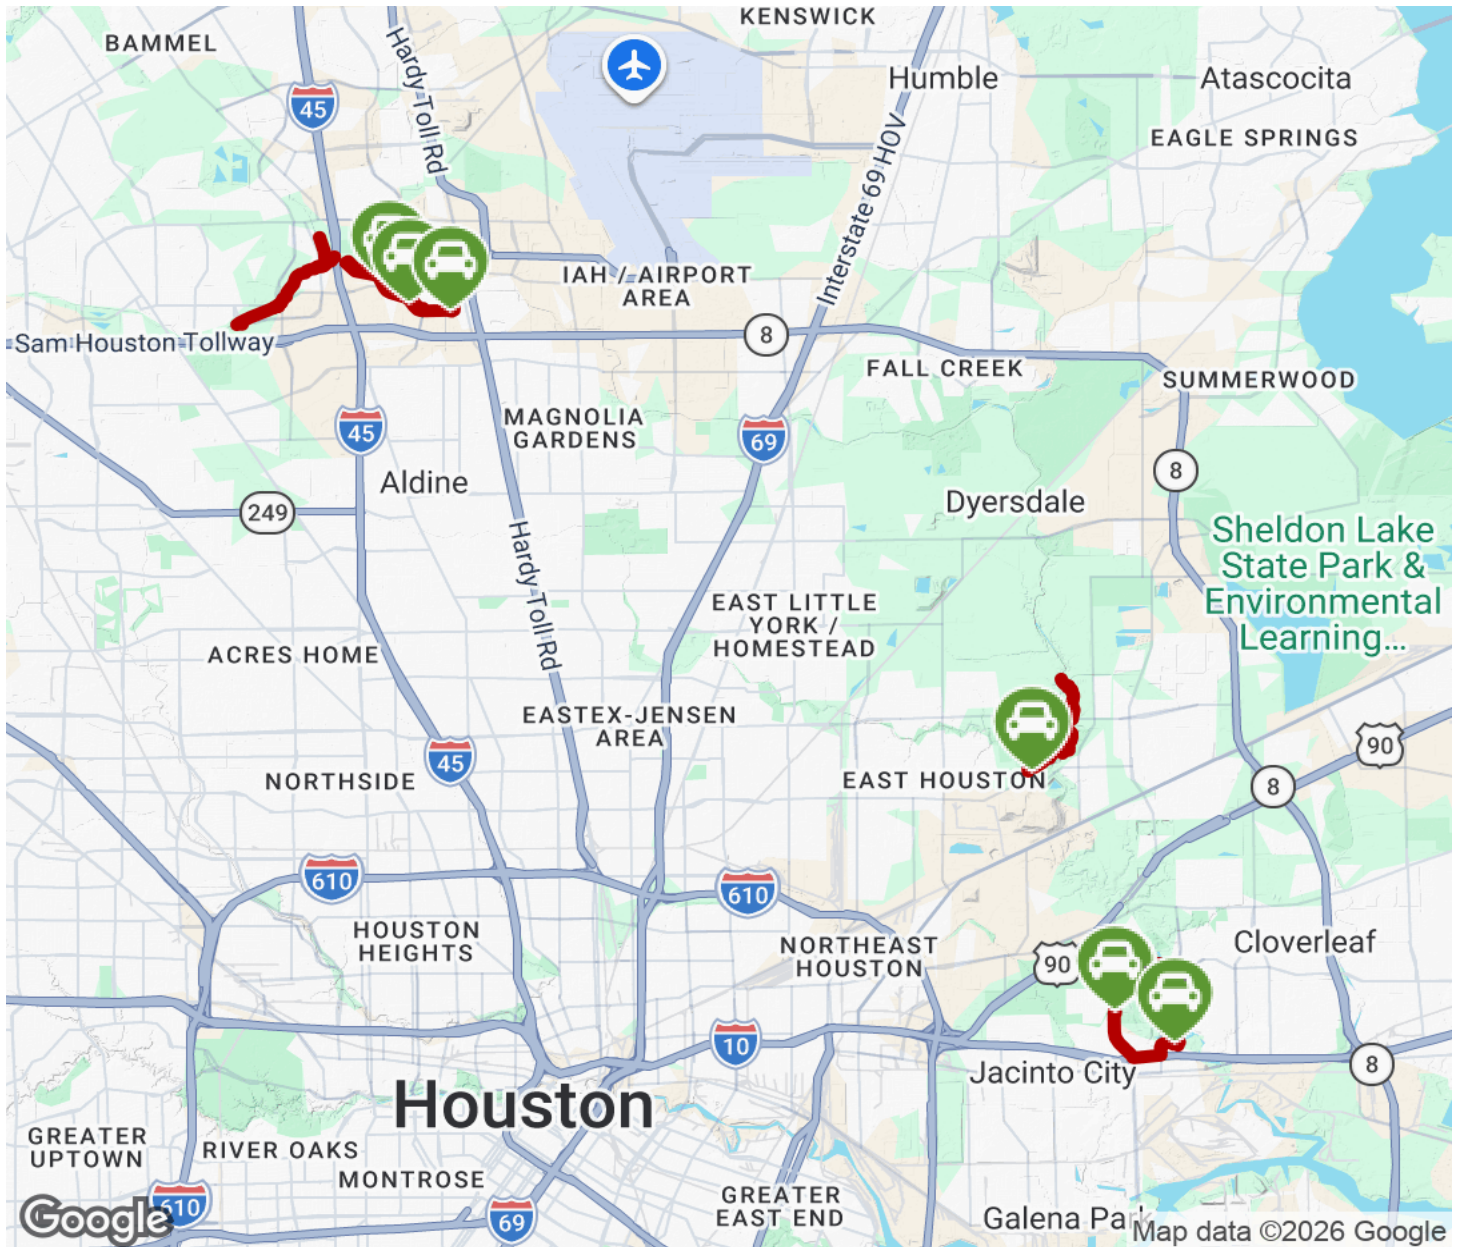 KENSWICK
BAMMEL
Hardy Toll Rd
45
Humble
Atascocita
EAGLE SPRINGS
Interstate 69 HOV
IAH / AIRPORT
AREA
Sam Houston Tollway
8
FALL CREEK
SUMMERWOOD
MAGNOLIA
GARDENS
45
69
8
Aldine
249
Dyersdale
Hardy Toll Rd
Sheldon Lake
State Park &
Environmental
Learning...
EAST LITTLE
YORK /
HOMESTEAD
ACRES HOME
EASTEX-JENSEN
AREA
90
45
NORTHSIDE
EAST HOUSTON
8
610
610
HOUSTON
HEIGHTS
NORTHEAST
HOUSTON
90
Cloverleaf
10
8
Jacinto City
Houston
GREATER
UPTOWN
RIVER OAKS
MONTROSE
GREATER
EAST END
610
69
Galena Park
Google
Map data ©2026 Google